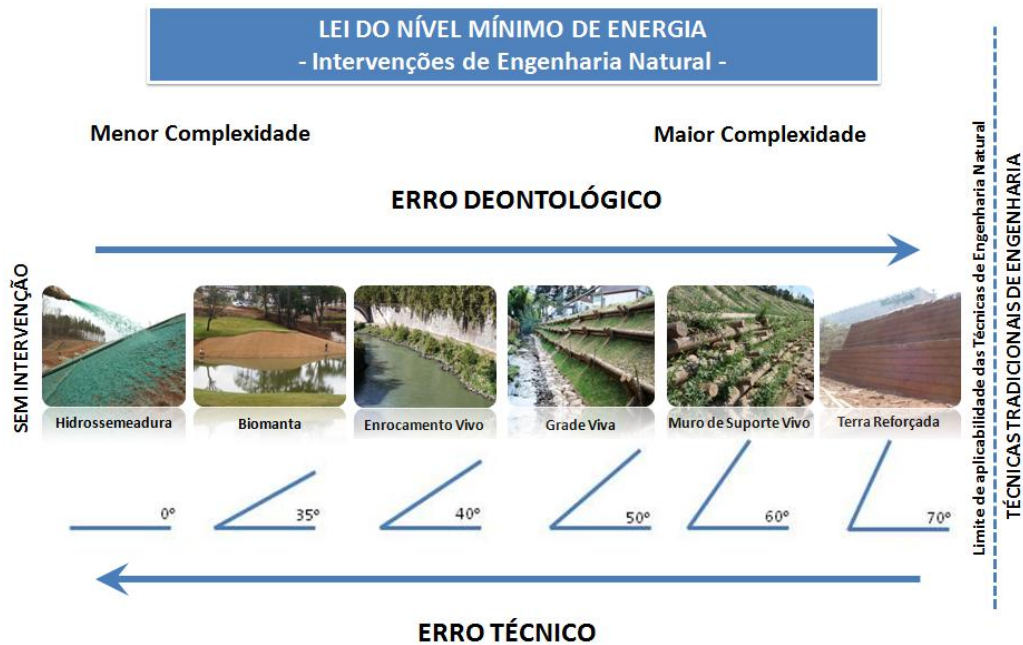 LEI DO NÍVEL MÍNIMO DE ENERGIA
- Intervenções de Engenharia Natural -
Menor Complexidade
Maior Complexidade
ERRO DEONTOLÓGICO
SEM INTERVENÇÃO
Hidrossemeadura
Biomanta
Enrocamento Vivo
Grade Viva
Muro de Suporte Vivo
Terra Reforçada
0º
35º
40º
50º
60º
70º
ERRO TÉCNICO
Limite de aplicabilidade das Técnicas de Engenharia Natural
TÉCNICAS TRADICIONAIS DE ENGENHARIA